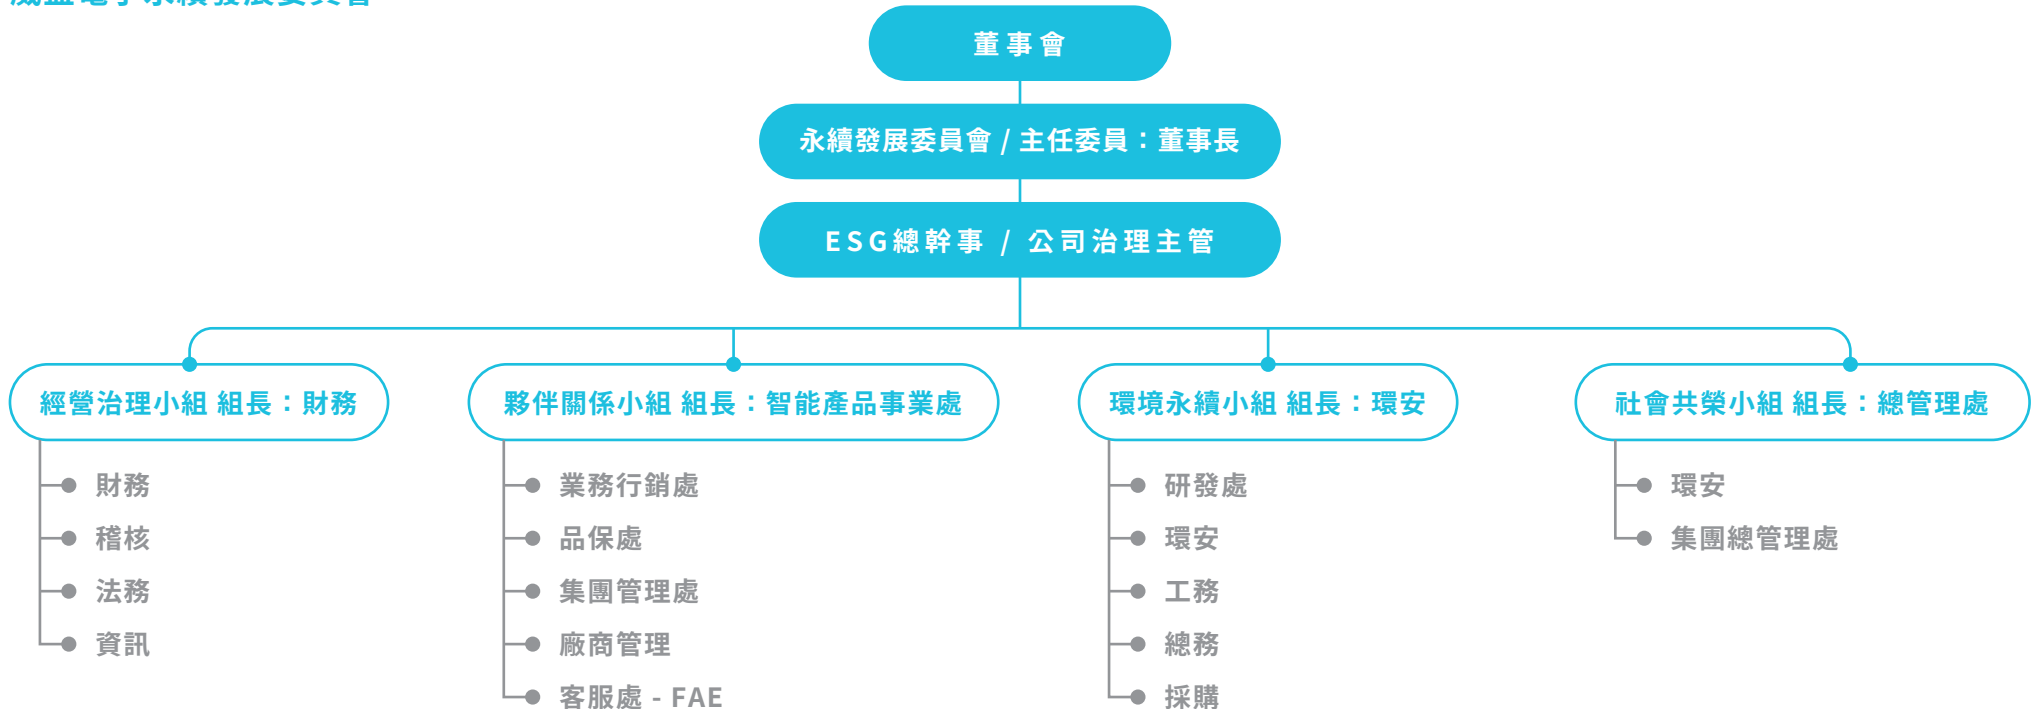 董事會
永續發展委員會 / 主任委員：董事長
ESG總幹事 / 公司治理主管
經營治理小組 組長：財務
財務
稽核
法務
資訊
夥伴關係小組 組長：智能產品事業處
業務行銷處
品保處
集團管理處
廠商管理
客服處 - FAE
環境永續小組 組長：環安
研發處
環安
工務
總務
採購
社會共榮小組 組長：總管理處
環安
集團總管理處